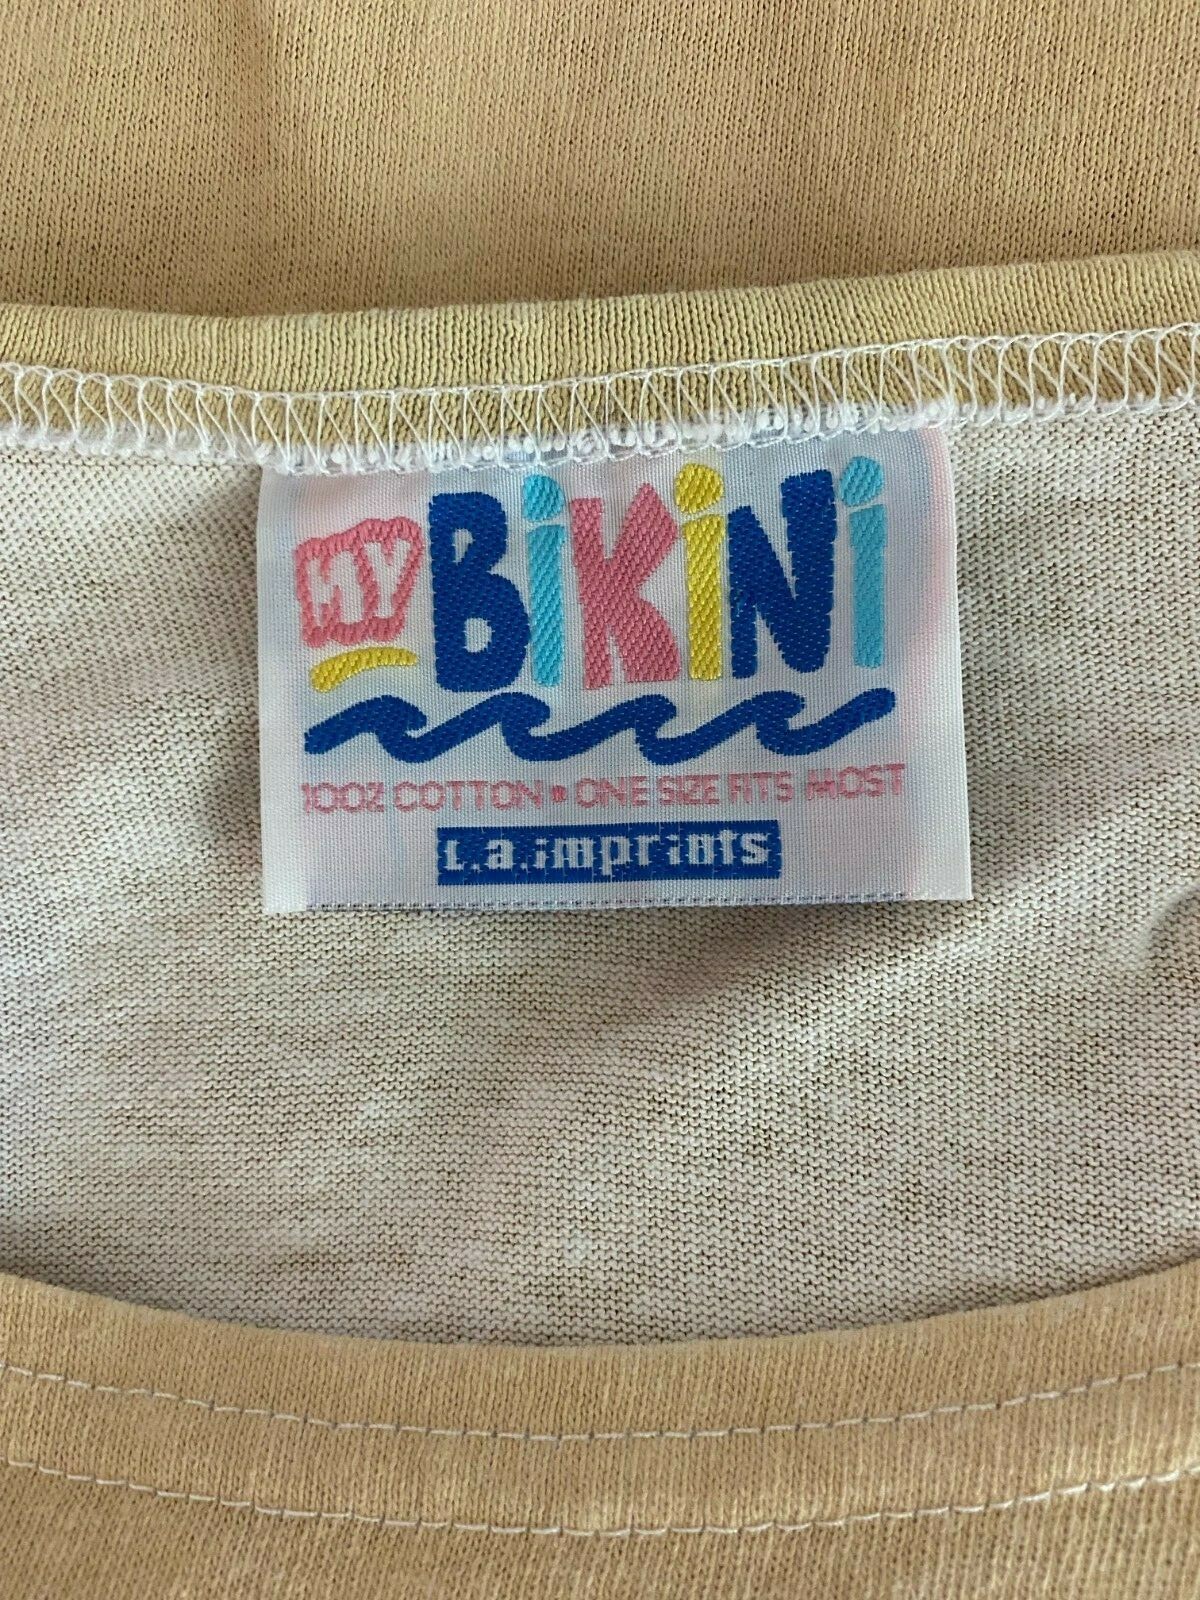 MY BiKiNi
100% COTTON • ONE SIZE FITS MOST
L.a.imprints